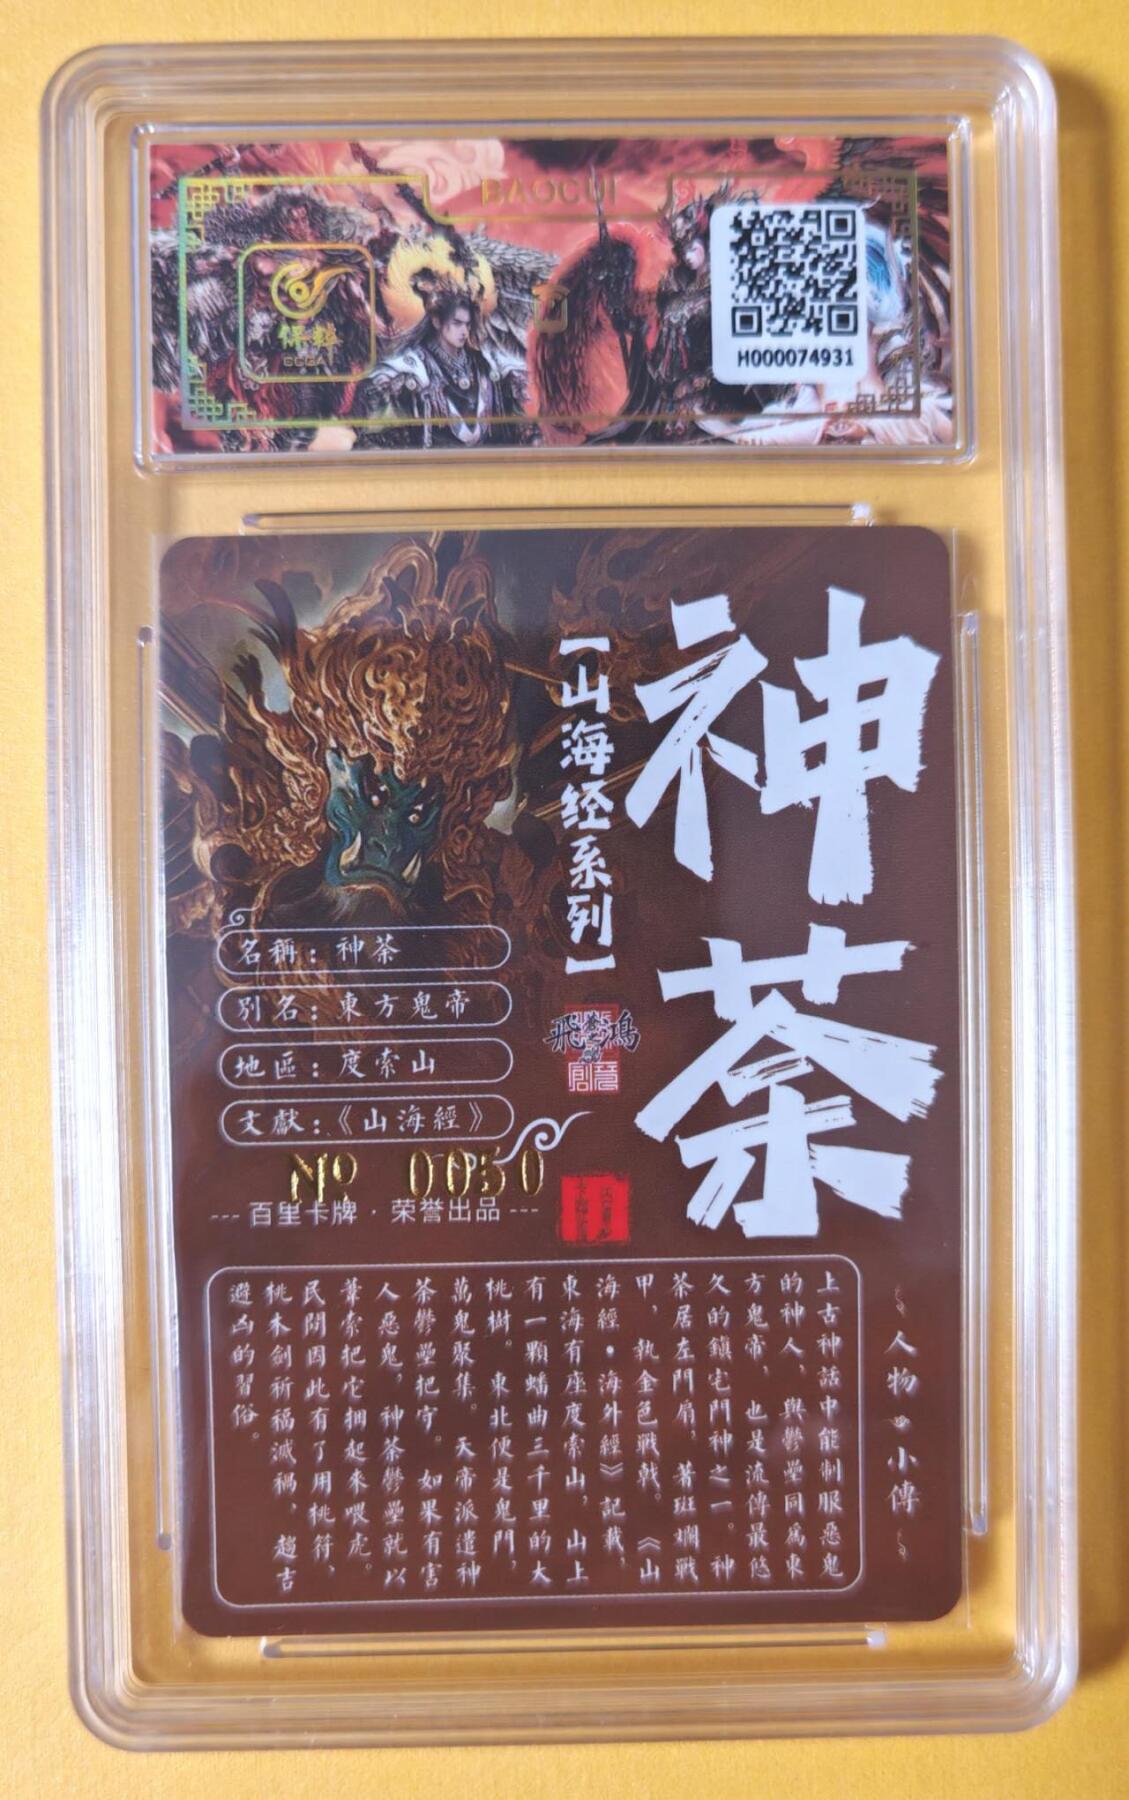 BAOCUI
保粹
CCGA
H000074931
神荼
【山海经系列】
飛鴻
名稱：神荼
別名：東方鬼帝
地區：度索山
文獻：《山海經》
№ 0050
--- 百里卡牌 · 荣誉出品 ---
人物 小傳
上古神話中能制服惡鬼
的神人，與鬱壘同為東
方鬼帝，也是流傳最悠
久的鎮宅門神之一。神
荼居左門扇，著斑斕戰
甲，執金色戰戟。《山
海經·海外經》記載，
東海有座度索山，山上
有一顆蟠曲三千里的大
桃樹。東北便是鬼門，
萬鬼聚集。天帝派遣神
荼鬱壘把守。如果有害
人惡鬼，神荼鬱壘就以
葦索把它捆起來喂虎。
民間因此有了用桃符、
桃木劍祈福滅禍、趨吉
避凶的習俗。